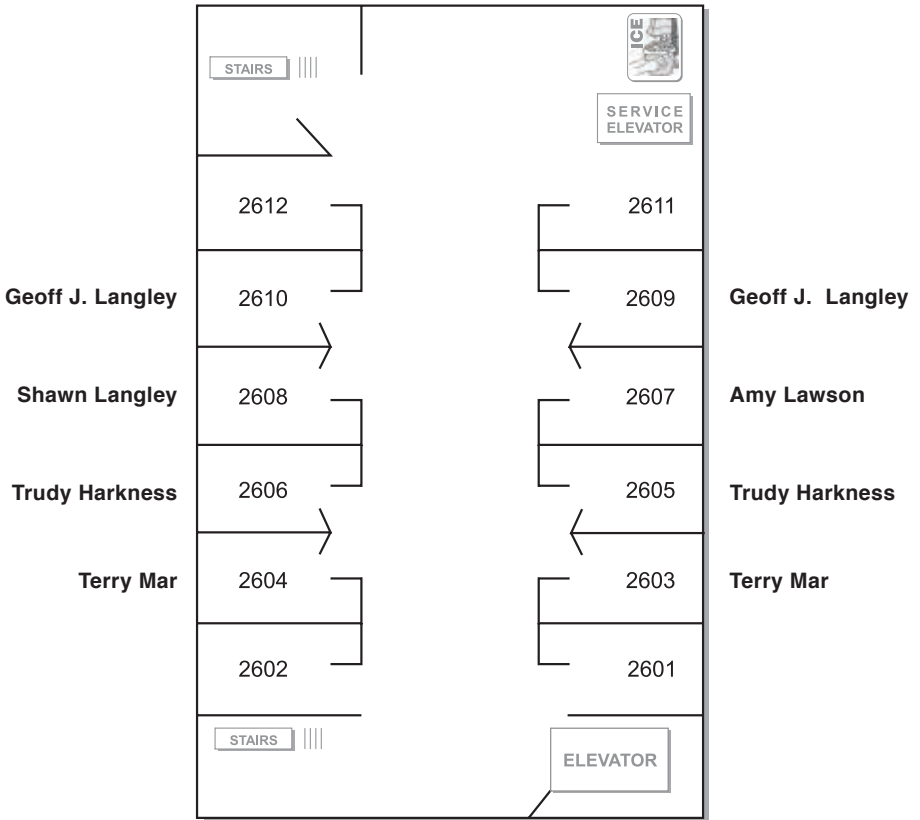 STAIRS
ICE
SERVICE
ELEVATOR
2612
2611
Geoff J. Langley
2610
2609
Geoff J. Langley
Shawn Langley
2608
2607
Amy Lawson
Trudy Harkness
2606
2605
Trudy Harkness
Terry Mar
2604
2603
Terry Mar
2602
2601
STAIRS
ELEVATOR